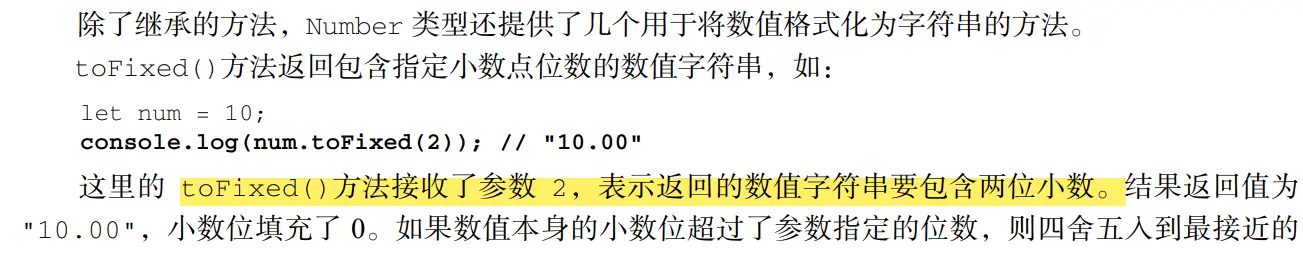 除了继承的方法，Number 类型还提供了几个用于将数值格式化为字符串的方法。
toFixed()方法返回包含指定小数点位数的数值字符串，如：
let num = 10;
console.log(num.toFixed(2)); // "10.00"
这里的 toFixed()方法接收了参数 2，表示返回的数值字符串要包含两位小数。结果返回值为
"10.00"，小数位填充了 0。如果数值本身的小数位超过了参数指定的位数，则四舍五入到最接近的